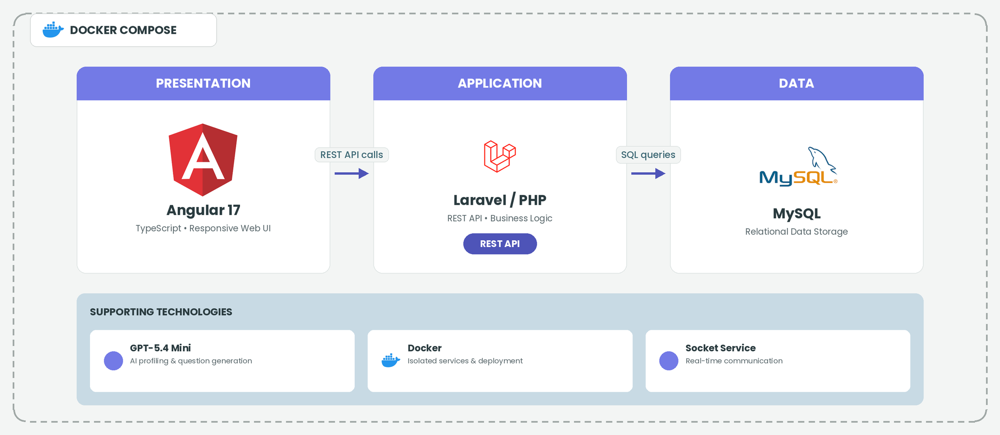 DOCKER COMPOSE
PRESENTATION
Angular 17
TypeScript • Responsive Web UI
REST API calls
APPLICATION
Laravel / PHP
REST API • Business Logic
REST API
SQL queries
DATA
MySQL®
MySQL
Relational Data Storage
SUPPORTING TECHNOLOGIES
GPT-5.4 Mini
AI profiling & question generation
Docker
Isolated services & deployment
Socket Service
Real-time communication